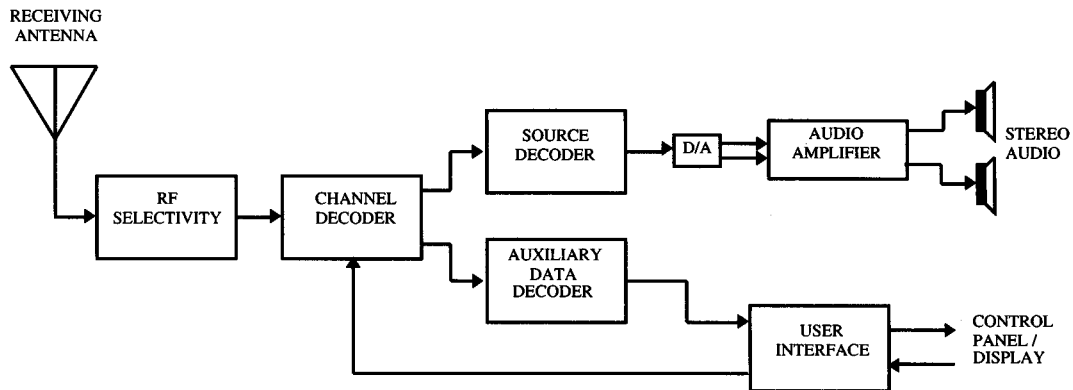 RECEIVING
ANTENNA
RF
SELECTIVITY
CHANNEL
DECODER
SOURCE
DECODER
D/A
AUDIO
AMPLIFIER
STEREO
AUDIO
AUXILIARY
DATA
DECODER
USER
INTERFACE
CONTROL
PANEL /
DISPLAY